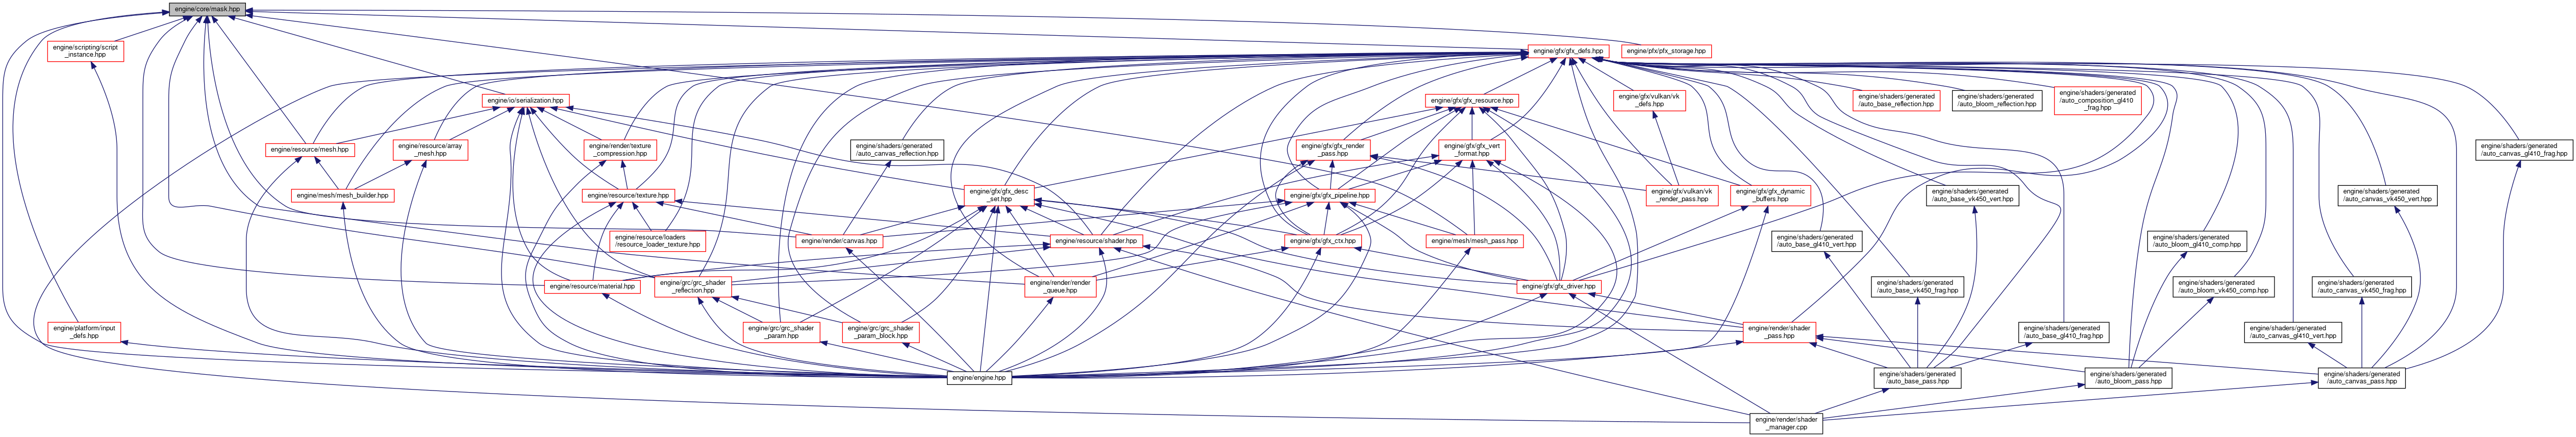 engine/core/mask.hpp
engine/scripting/script
_instance.hpp
engine/gfx/gfx_defs.hpp
engine/pfx/pfx_storage.hpp
engine/io/serialization.hpp
engine/gfx/gfx_resource.hpp
engine/gfx/vulkan/vk
_defs.hpp
engine/shaders/generated
/auto_base_reflection.hpp
engine/shaders/generated
/auto_bloom_reflection.hpp
engine/shaders/generated
/auto_composition_gl410
_frag.hpp
engine/resource/mesh.hpp
engine/resource/array
_mesh.hpp
engine/render/texture
_compression.hpp
engine/shaders/generated
/auto_canvas_reflection.hpp
engine/gfx/gfx_render
_pass.hpp
engine/gfx/gfx_vert
_format.hpp
engine/shaders/generated
/auto_canvas_gl410_frag.hpp
engine/mesh/mesh_builder.hpp
engine/resource/texture.hpp
engine/gfx/gfx_desc
_set.hpp
engine/gfx/gfx_pipeline.hpp
engine/gfx/vulkan/vk
_render_pass.hpp
engine/gfx/gfx_dynamic
_buffers.hpp
engine/shaders/generated
/auto_base_vk450_vert.hpp
engine/shaders/generated
/auto_canvas_vk450_vert.hpp
engine/resource/loaders
/resource_loader_texture.hpp
engine/render/canvas.hpp
engine/resource/shader.hpp
engine/gfx/gfx_ctx.hpp
engine/mesh/mesh_pass.hpp
engine/shaders/generated
/auto_base_gl410_vert.hpp
engine/shaders/generated
/auto_bloom_gl410_comp.hpp
engine/resource/material.hpp
engine/grc/grc_shader
_reflection.hpp
engine/render/render
_queue.hpp
engine/gfx/gfx_driver.hpp
engine/shaders/generated
/auto_base_vk450_frag.hpp
engine/shaders/generated
/auto_bloom_vk450_comp.hpp
engine/shaders/generated
/auto_canvas_vk450_frag.hpp
engine/platform/input
_defs.hpp
engine/grc/grc_shader
_param.hpp
engine/grc/grc_shader
_param_block.hpp
engine/render/shader
_pass.hpp
engine/shaders/generated
/auto_base_gl410_frag.hpp
engine/shaders/generated
/auto_canvas_gl410_vert.hpp
engine/engine.hpp
engine/shaders/generated
/auto_base_pass.hpp
engine/shaders/generated
/auto_bloom_pass.hpp
engine/shaders/generated
/auto_canvas_pass.hpp
engine/render/shader
_manager.cpp